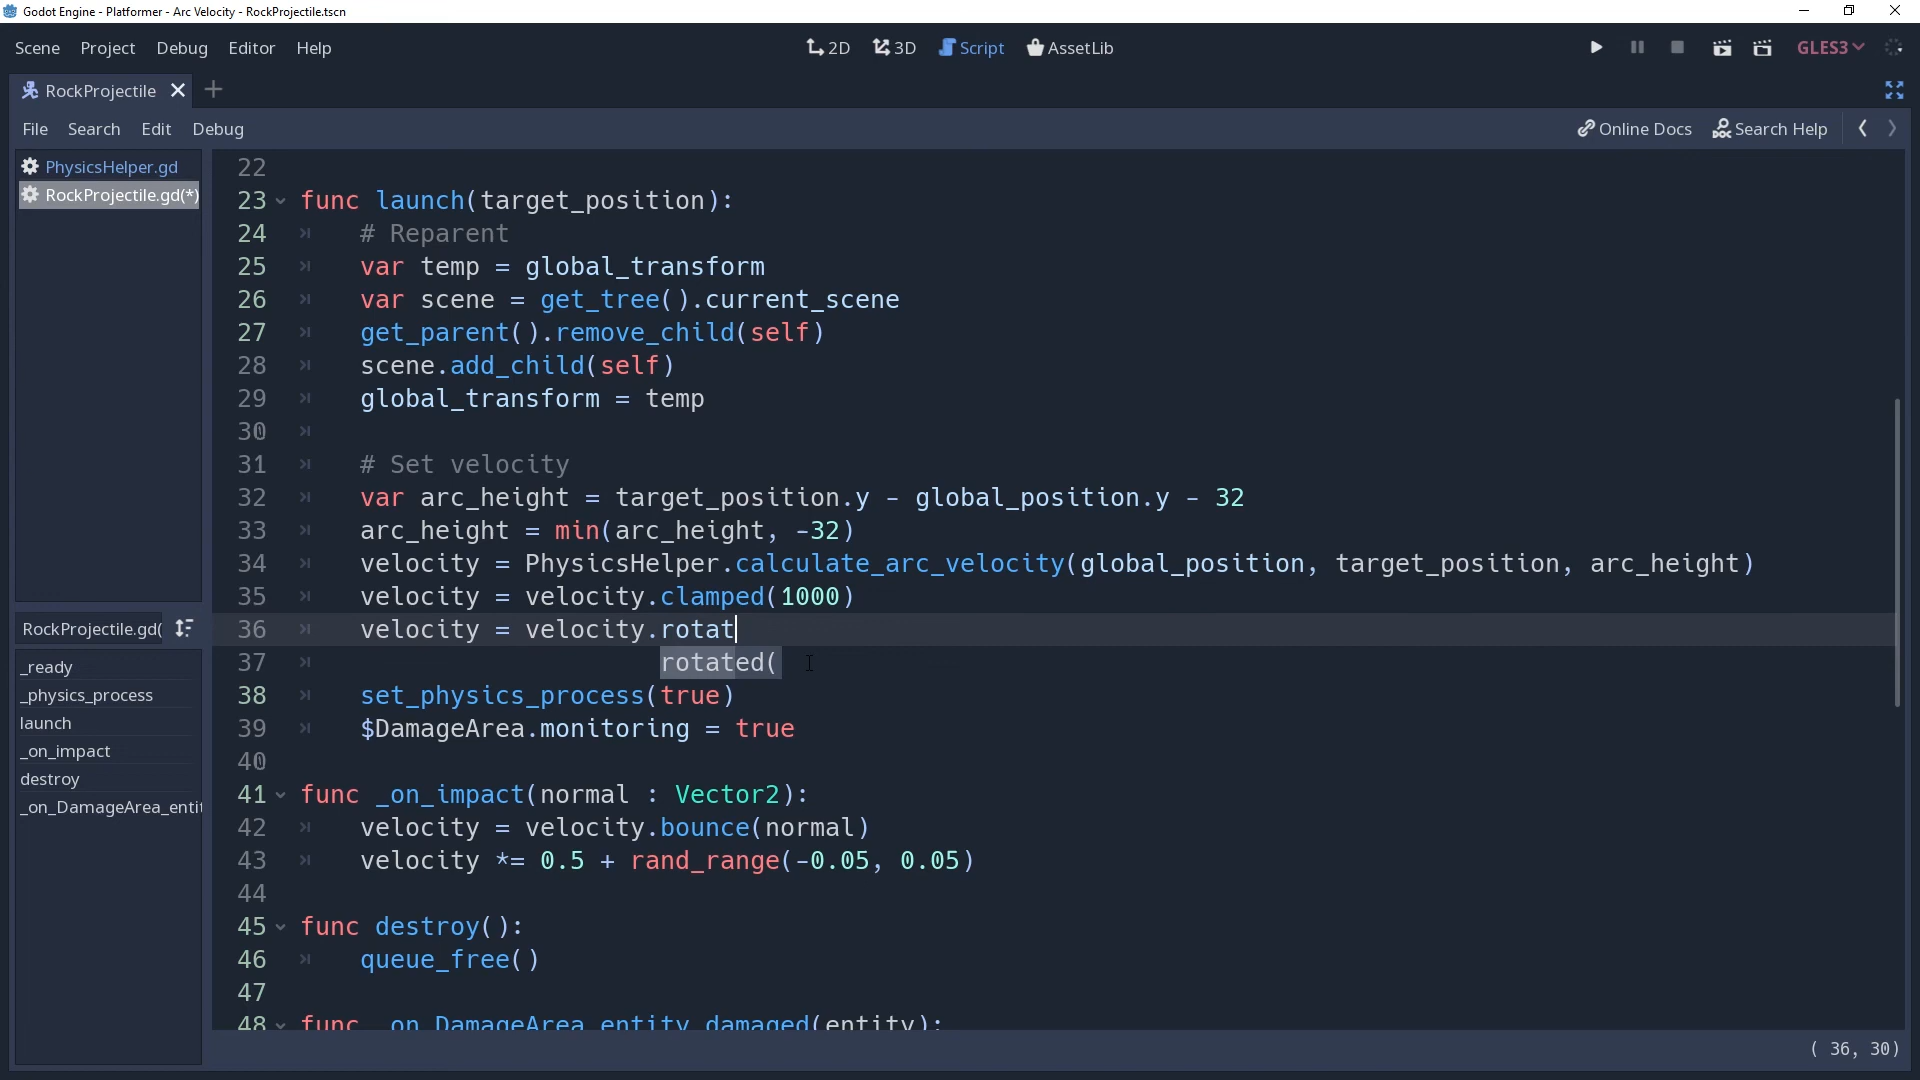 Godot Engine - Platformer - Arc Velocity - RockProjectile.tscn
Scene Project Debug Editor Help
2D 3D Script AssetLib
GLES3
RockProjectile
File Search Edit Debug
Online Docs Search Help
PhysicsHelper.gd
RockProjectile.gd(*)
RockProjectile.gd(
_ready
_physics_process
launch
_on_impact
destroy
_on_DamageArea_entit
22
23 func launch(target_position):
24 # Reparent
25 var temp = global_transform
26 var scene = get_tree().current_scene
27 get_parent().remove_child(self)
28 scene.add_child(self)
29 global_transform = temp
30
31 # Set velocity
32 var arc_height = target_position.y - global_position.y - 32
33 arc_height = min(arc_height, -32)
34 velocity = PhysicsHelper.calculate_arc_velocity(global_position, target_position, arc_height)
35 velocity = velocity.clamped(1000)
36 velocity = velocity.rotat
37 rotated(
38 set_physics_process(true)
39 $DamageArea.monitoring = true
40
41 func _on_impact(normal : Vector2):
42 velocity = velocity.bounce(normal)
43 velocity *= 0.5 + rand_range(-0.05, 0.05)
44
45 func destroy():
46 queue_free()
47
48 func _on_DamageArea_entity_damaged(entity):
( 36, 30)